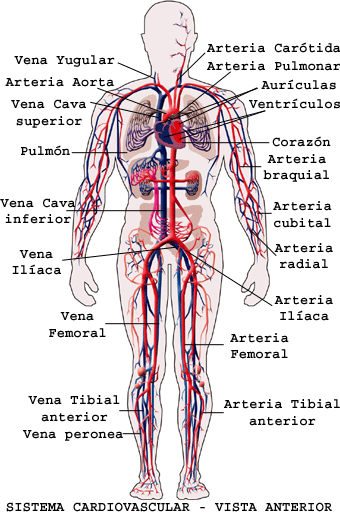 Vena Yugular
Arteria Aorta
Vena Cava
superior
Pulmón
Vena Cava
inferior
Vena
Ilíaca
Vena
Femoral
Vena Tibial
anterior
Vena peronea
Arteria Carótida
Arteria Pulmonar
Aurículas
Ventrículos
Corazón
Arteria
braquial
Arteria
cubital
Arteria
radial
Arteria
Ilíaca
Arteria
Femoral
Arteria Tibial
anterior
SISTEMA CARDIOVASCULAR - VISTA ANTERIOR